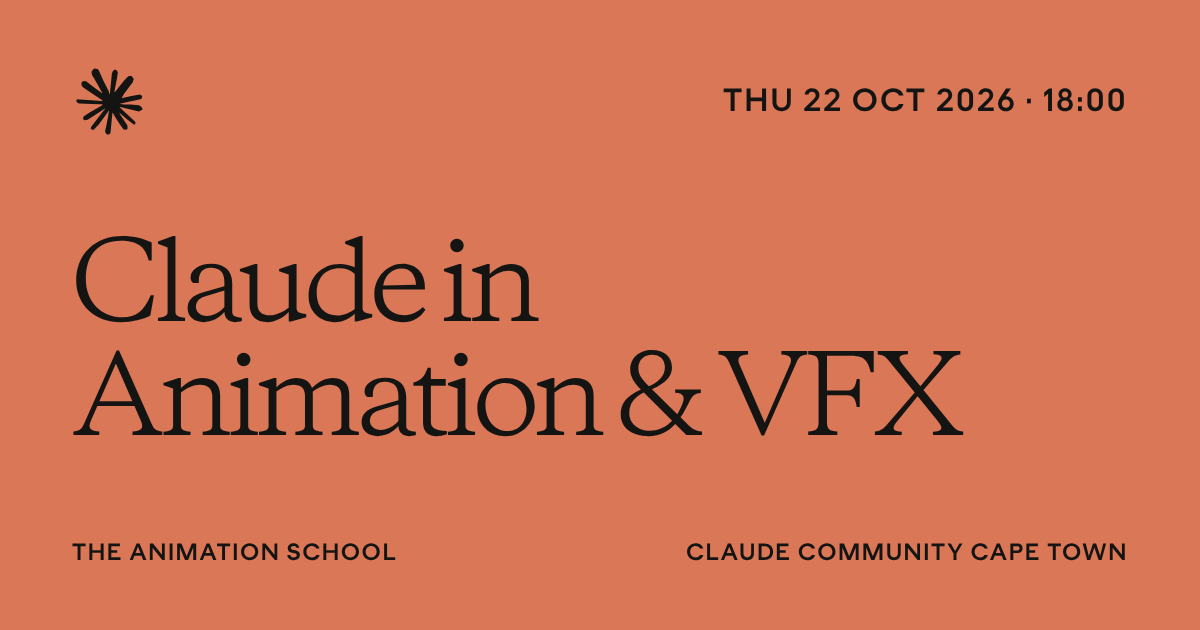 THU 22 OCT 2026 · 18:00
Claude in
Animation & VFX
THE ANIMATION SCHOOL
CLAUDE COMMUNITY CAPE TOWN